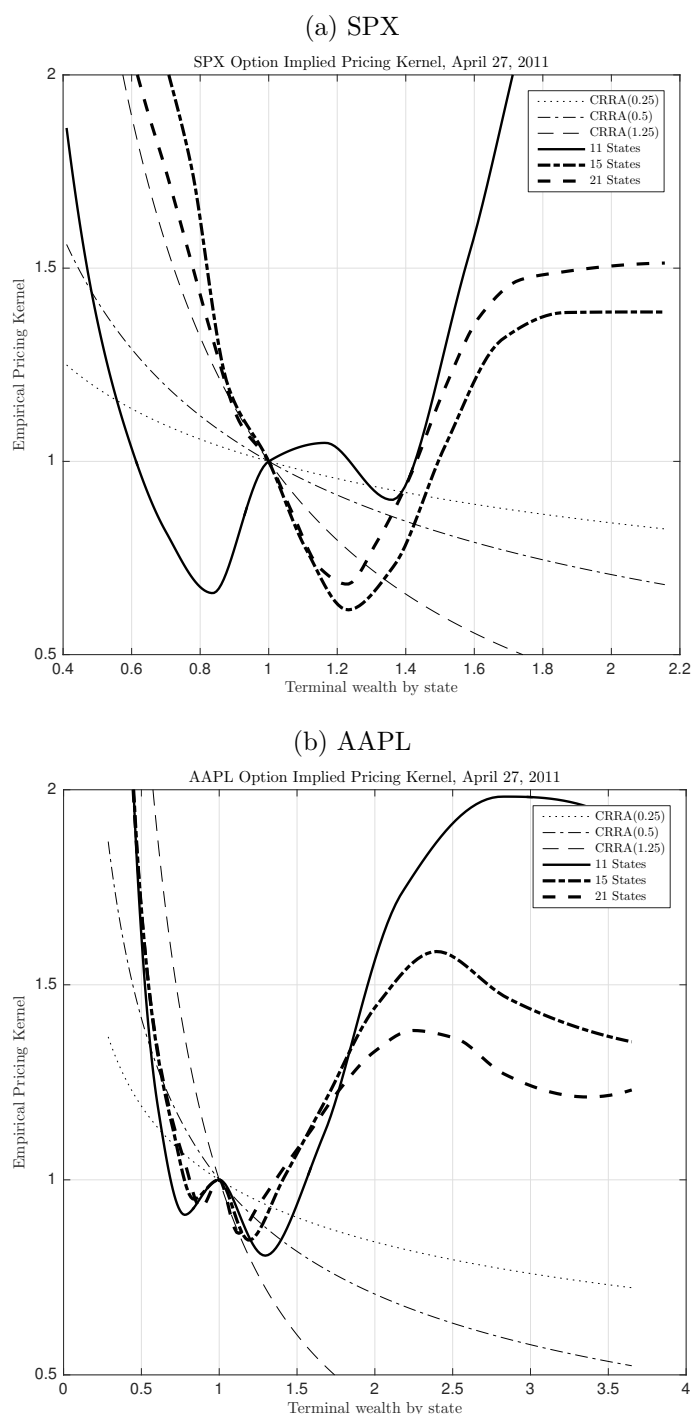 (a) SPX
SPX Option Implied Pricing Kernel, April 27, 2011
2
CRRA(0.25)
CRRA(0.5)
CRRA(1.25)
11 States
15 States
21 States
1.5
Empirical Pricing Kernel
1
0.5
0.4 0.6 0.8 1 1.2 1.4 1.6 1.8 2 2.2
Terminal wealth by state
(b) AAPL
AAPL Option Implied Pricing Kernel, April 27, 2011
2
CRRA(0.25)
CRRA(0.5)
CRRA(1.25)
11 States
15 States
21 States
1.5
Empirical Pricing Kernel
1
0.5
0 0.5 1 1.5 2 2.5 3 3.5 4
Terminal wealth by state